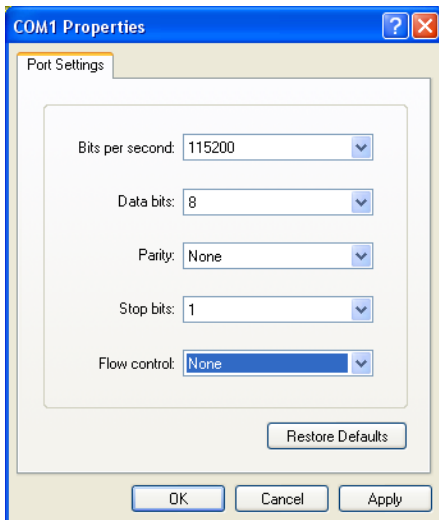 COM1 Properties
Port Settings
Bits per second: 115200
Data bits: 8
Parity: None
Stop bits: 1
Flow control: None
Restore Defaults
OK Cancel Apply